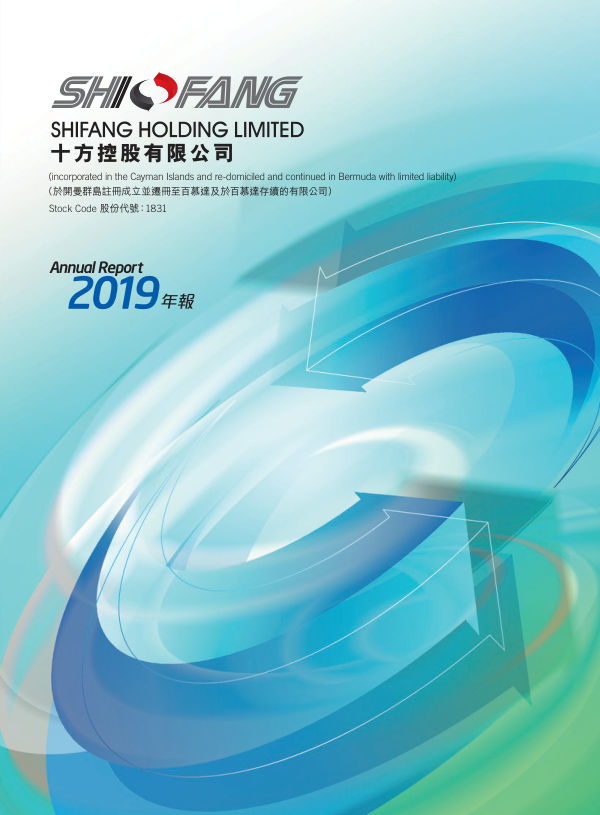 SHIFANG
SHIFANG HOLDING LIMITED
十方控股有限公司
(incorporated in the Cayman Islands and re-domiciled and continued in Bermuda with limited liability)
(於開曼群島註冊成立並遷冊至百慕達及於百慕達存續的有限公司)
Stock Code 股份代號：1831
Annual Report
2019年報